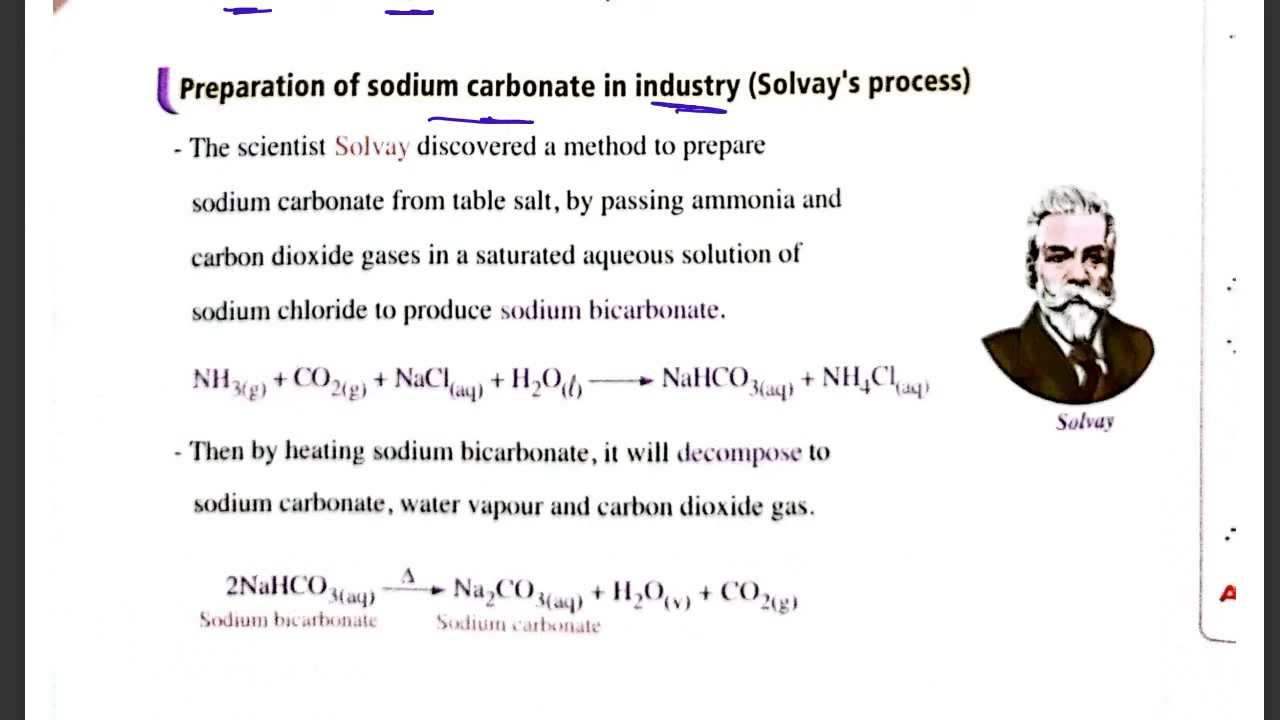 Preparation of sodium carbonate in industry (Solvay's process)
- The scientist Solvay discovered a method to prepare
sodium carbonate from table salt, by passing ammonia and
carbon dioxide gases in a saturated aqueous solution of
sodium chloride to produce sodium bicarbonate.
NH₃(g) + CO₂(g) + NaCl(aq) + H₂O(l) ⟶ NaHCO₃(aq) + NH₄Cl(aq)
Solvay
- Then by heating sodium bicarbonate, it will decompose to
sodium carbonate, water vapour and carbon dioxide gas.
Δ
2NaHCO₃(aq) ⟶ Na₂CO₃(aq) + H₂O(v) + CO₂(g)
Sodium bicarbonate Sodium carbonate